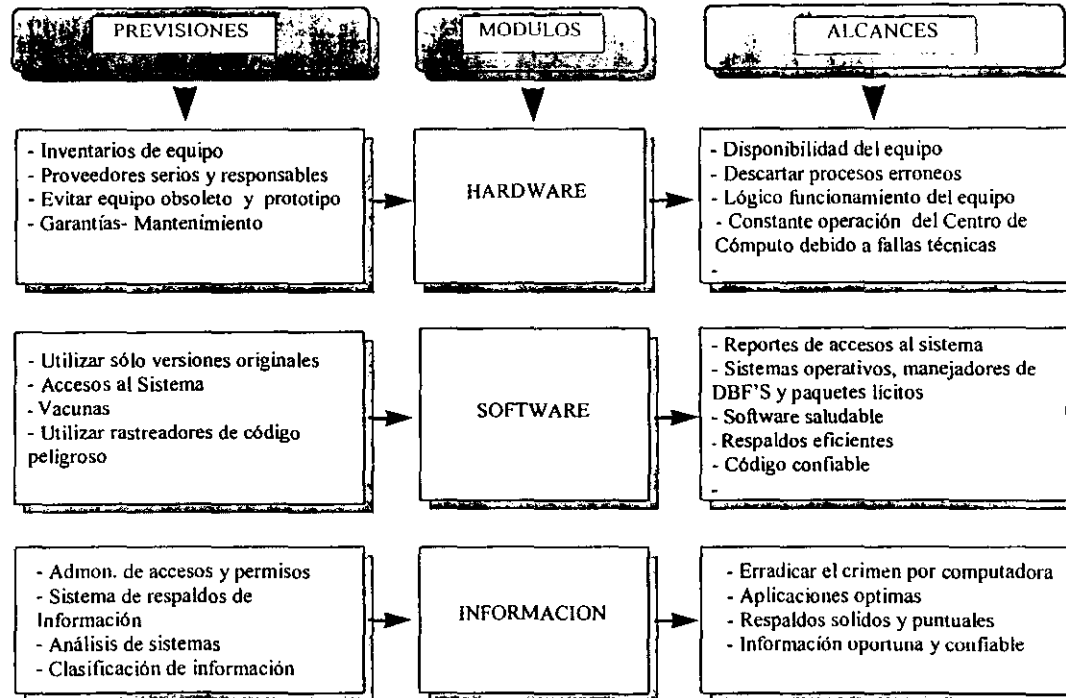 PREVISIONES
MODULOS
ALCANCES
- Inventarios de equipo
- Proveedores serios y responsables
- Evitar equipo obsoleto y prototipo
- Garantías- Mantenimiento
HARDWARE
- Disponibilidad del equipo
- Descartar procesos erroneos
- Lógico funcionamiento del equipo
- Constante operación del Centro de
Cómputo debido a fallas técnicas
-
- Utilizar sólo versiones originales
- Accesos al Sistema
- Vacunas
- Utilizar rastreadores de código
peligroso
SOFTWARE
- Reportes de accesos al sistema
- Sistemas operativos, manejadores de
DBF'S y paquetes lícitos
- Software saludable
- Respaldos eficientes
- Código confiable
-
- Admon. de accesos y permisos
- Sistema de respaldos de
Información
- Análisis de sistemas
- Clasificación de información
INFORMACION
- Erradicar el crimen por computadora
- Aplicaciones optimas
- Respaldos solidos y puntuales
- Información oportuna y confiable